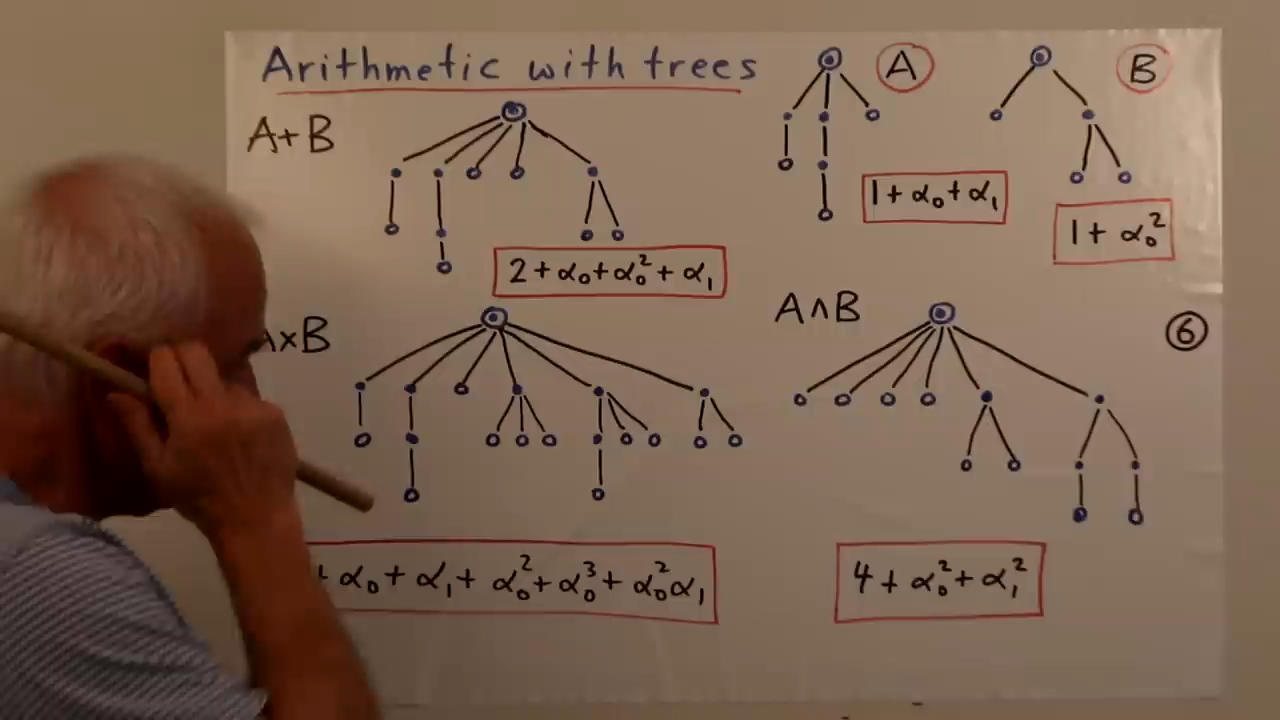 Arithmetic with trees
A B
A+B
1+α₀+α₁
1+α₀²
2+α₀+α₀²+α₁
A×B
A∧B
⑥
+ α₀+α₁+ α₀²+α₀³+ α₀²α₁
4+α₀²+α₁²